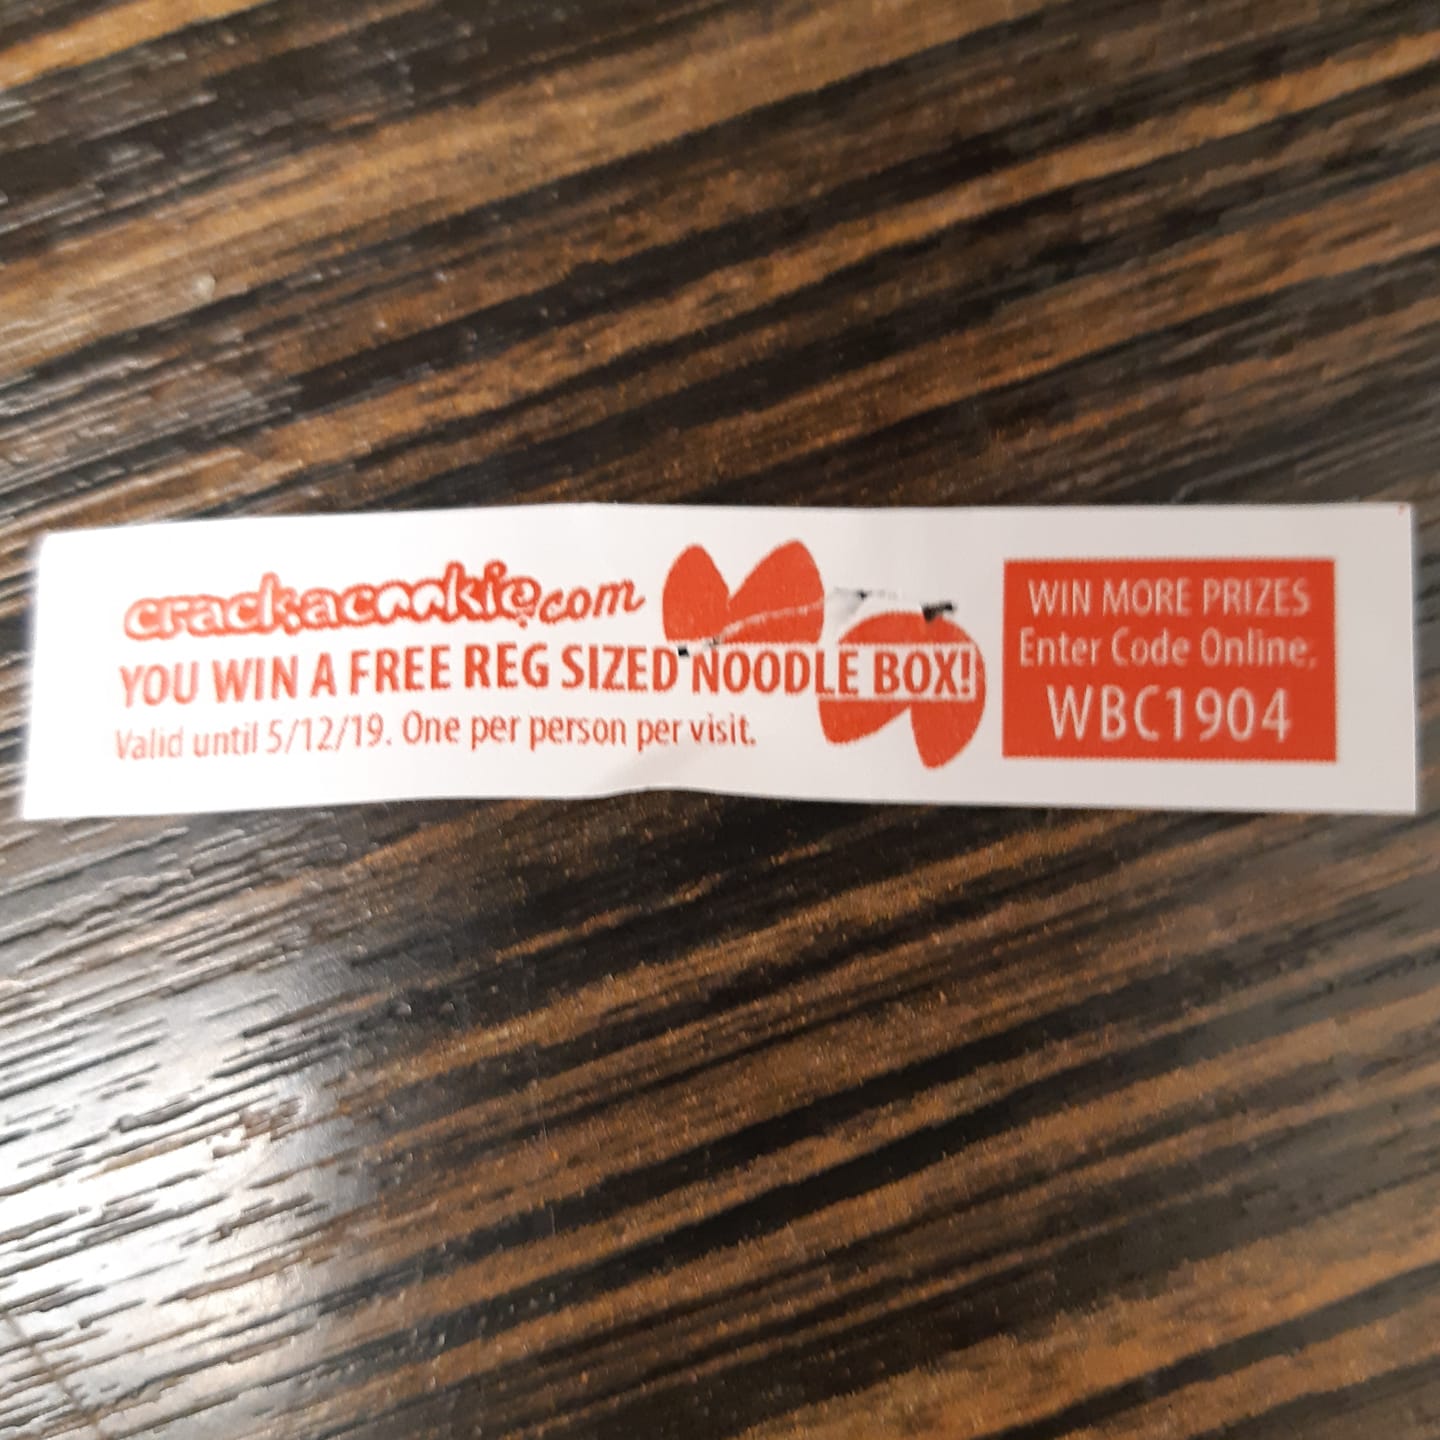 crackacookie.com
YOU WIN A FREE REG SIZED NOODLE BOX!
Valid until 5/12/19. One per person per visit.
WIN MORE PRIZES
Enter Code Online.
WBC1904